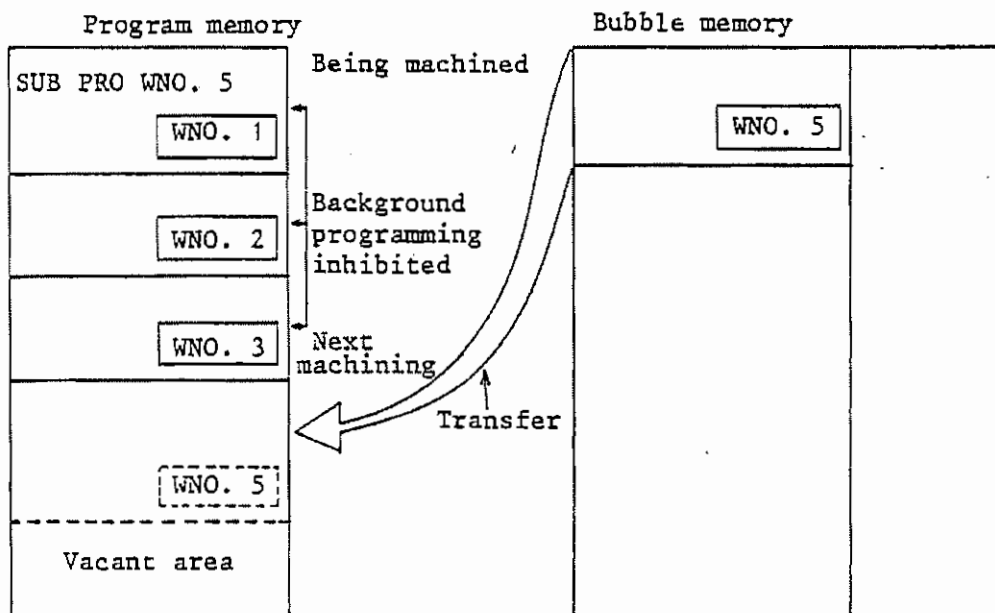 Program memory
Bubble memory
SUB PRO WNO. 5
WNO. 1
WNO. 2
WNO. 3
WNO. 5
Vacant area
Being machined
Background
programming
inhibited
Next
machining
Transfer
WNO. 5